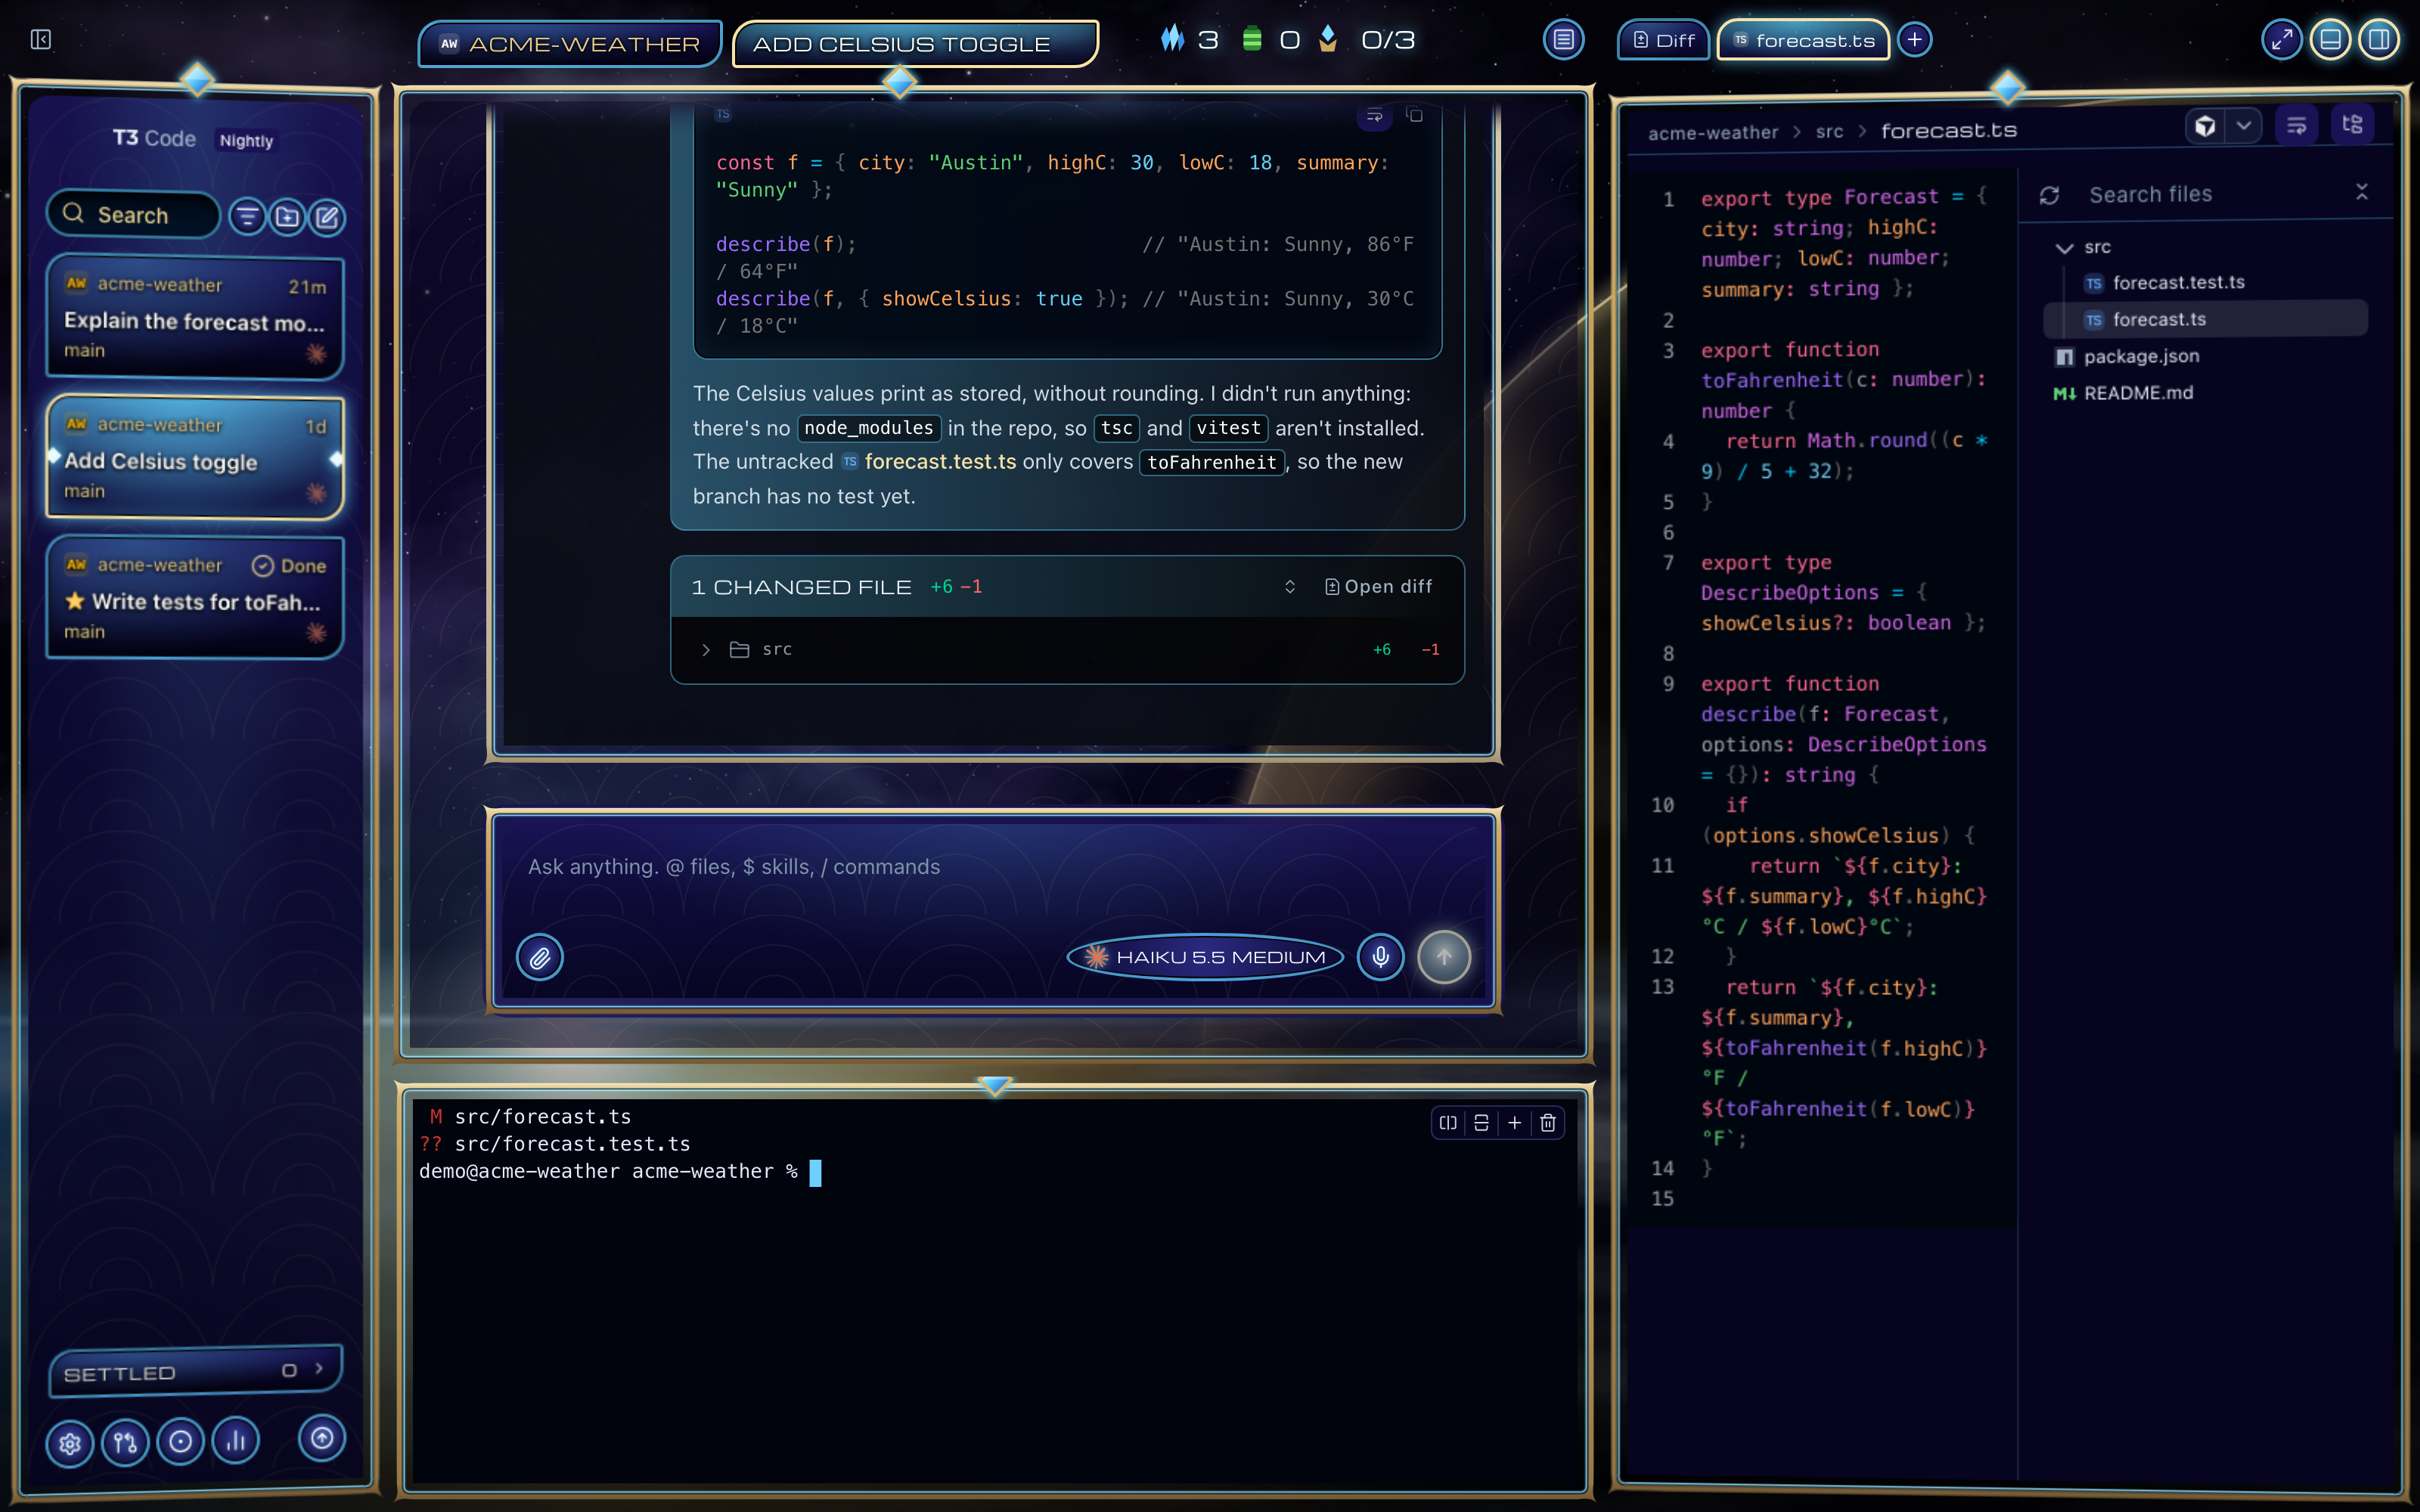 AW ACME-WEATHER
ADD CELSIUS TOGGLE
3 0 0/3
Diff
TS forecast.ts
T3 Code Nightly
Search
AW acme-weather 21m
Explain the forecast mo...
main
AW acme-weather 1d
Add Celsius toggle
main
AW acme-weather Done
Write tests for toFah...
main
SETTLED 0
TS
const f = { city: "Austin", highC: 30, lowC: 18, summary:
"Sunny" };
describe(f); // "Austin: Sunny, 86°F
/ 64°F"
describe(f, { showCelsius: true }); // "Austin: Sunny, 30°C
/ 18°C"
The Celsius values print as stored, without rounding. I didn't run anything:
there's no node_modules in the repo, so tsc and vitest aren't installed.
The untracked TS forecast.test.ts only covers toFahrenheit, so the new
branch has no test yet.
1 CHANGED FILE +6 −1 Open diff
src +6 −1
Ask anything. @ files, $ skills, / commands
HAIKU 5.5 MEDIUM
M src/forecast.ts
?? src/forecast.test.ts
demo@acme-weather acme-weather %
acme-weather > src > forecast.ts
1 export type Forecast = {
city: string; highC:
number; lowC: number;
summary: string };
2
3 export function
toFahrenheit(c: number):
number {
4 return Math.round((c *
9) / 5 + 32);
5 }
6
7 export type
DescribeOptions = {
showCelsius?: boolean };
8
9 export function
describe(f: Forecast,
options: DescribeOptions
= {}): string {
10 if
(options.showCelsius) {
11 return `${f.city}:
${f.summary}, ${f.highC}
°C / ${f.lowC}°C`;
12 }
13 return `${f.city}:
${f.summary},
${toFahrenheit(f.highC)}
°F /
${toFahrenheit(f.lowC)}
°F`;
14 }
15
Search files
src
TS forecast.test.ts
TS forecast.ts
package.json
M↓ README.md